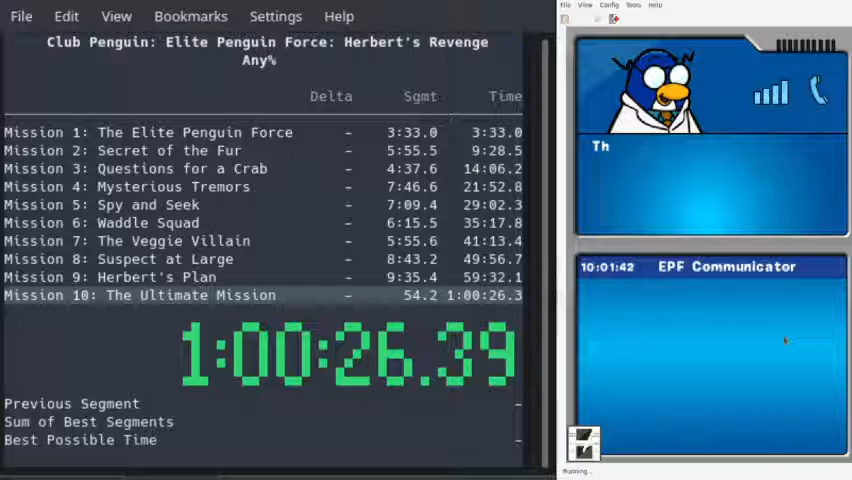 File Edit View Bookmarks Settings Help
Club Penguin: Elite Penguin Force: Herbert's Revenge
Any%
Delta Sgmt Time
Mission 1: The Elite Penguin Force – 3:33.0 3:33.0
Mission 2: Secret of the Fur – 5:55.5 9:28.5
Mission 3: Questions for a Crab – 4:37.6 14:06.2
Mission 4: Mysterious Tremors – 7:46.6 21:52.8
Mission 5: Spy and Seek – 7:09.4 29:02.3
Mission 6: Waddle Squad – 6:15.5 35:17.8
Mission 7: The Veggie Villain – 5:55.6 41:13.4
Mission 8: Suspect at Large – 8:43.2 49:56.7
Mission 9: Herbert's Plan – 9:35.4 59:32.1
Mission 10: The Ultimate Mission – 54.2 1:00:26.3
1:00:26.39
Previous Segment –
Sum of Best Segments –
Best Possible Time –
File View Config Tools Help
Th
10:01:42 EPF Communicator
Running...